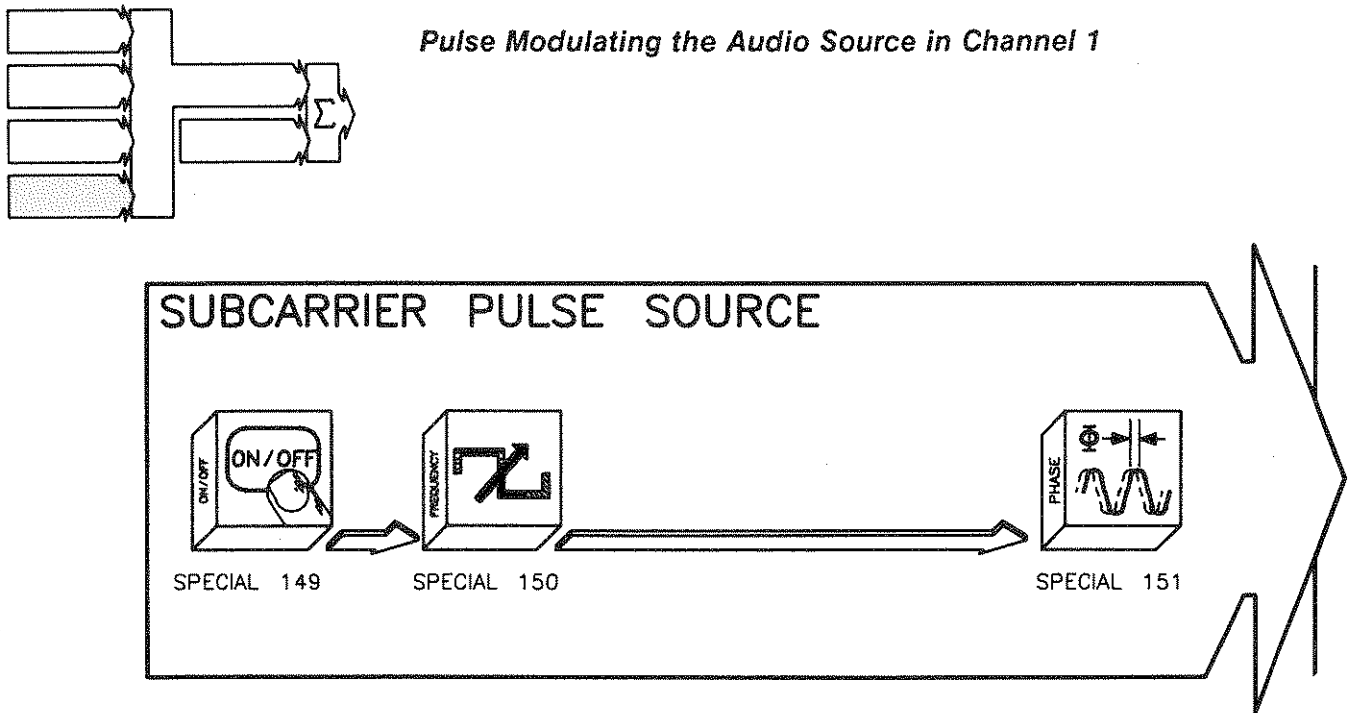 Pulse Modulating the Audio Source in Channel 1
Σ
SUBCARRIER PULSE SOURCE
ON/OFF
ON/OFF
FREQUENCY
PHASE
Φ
SPECIAL 149
SPECIAL 150
SPECIAL 151